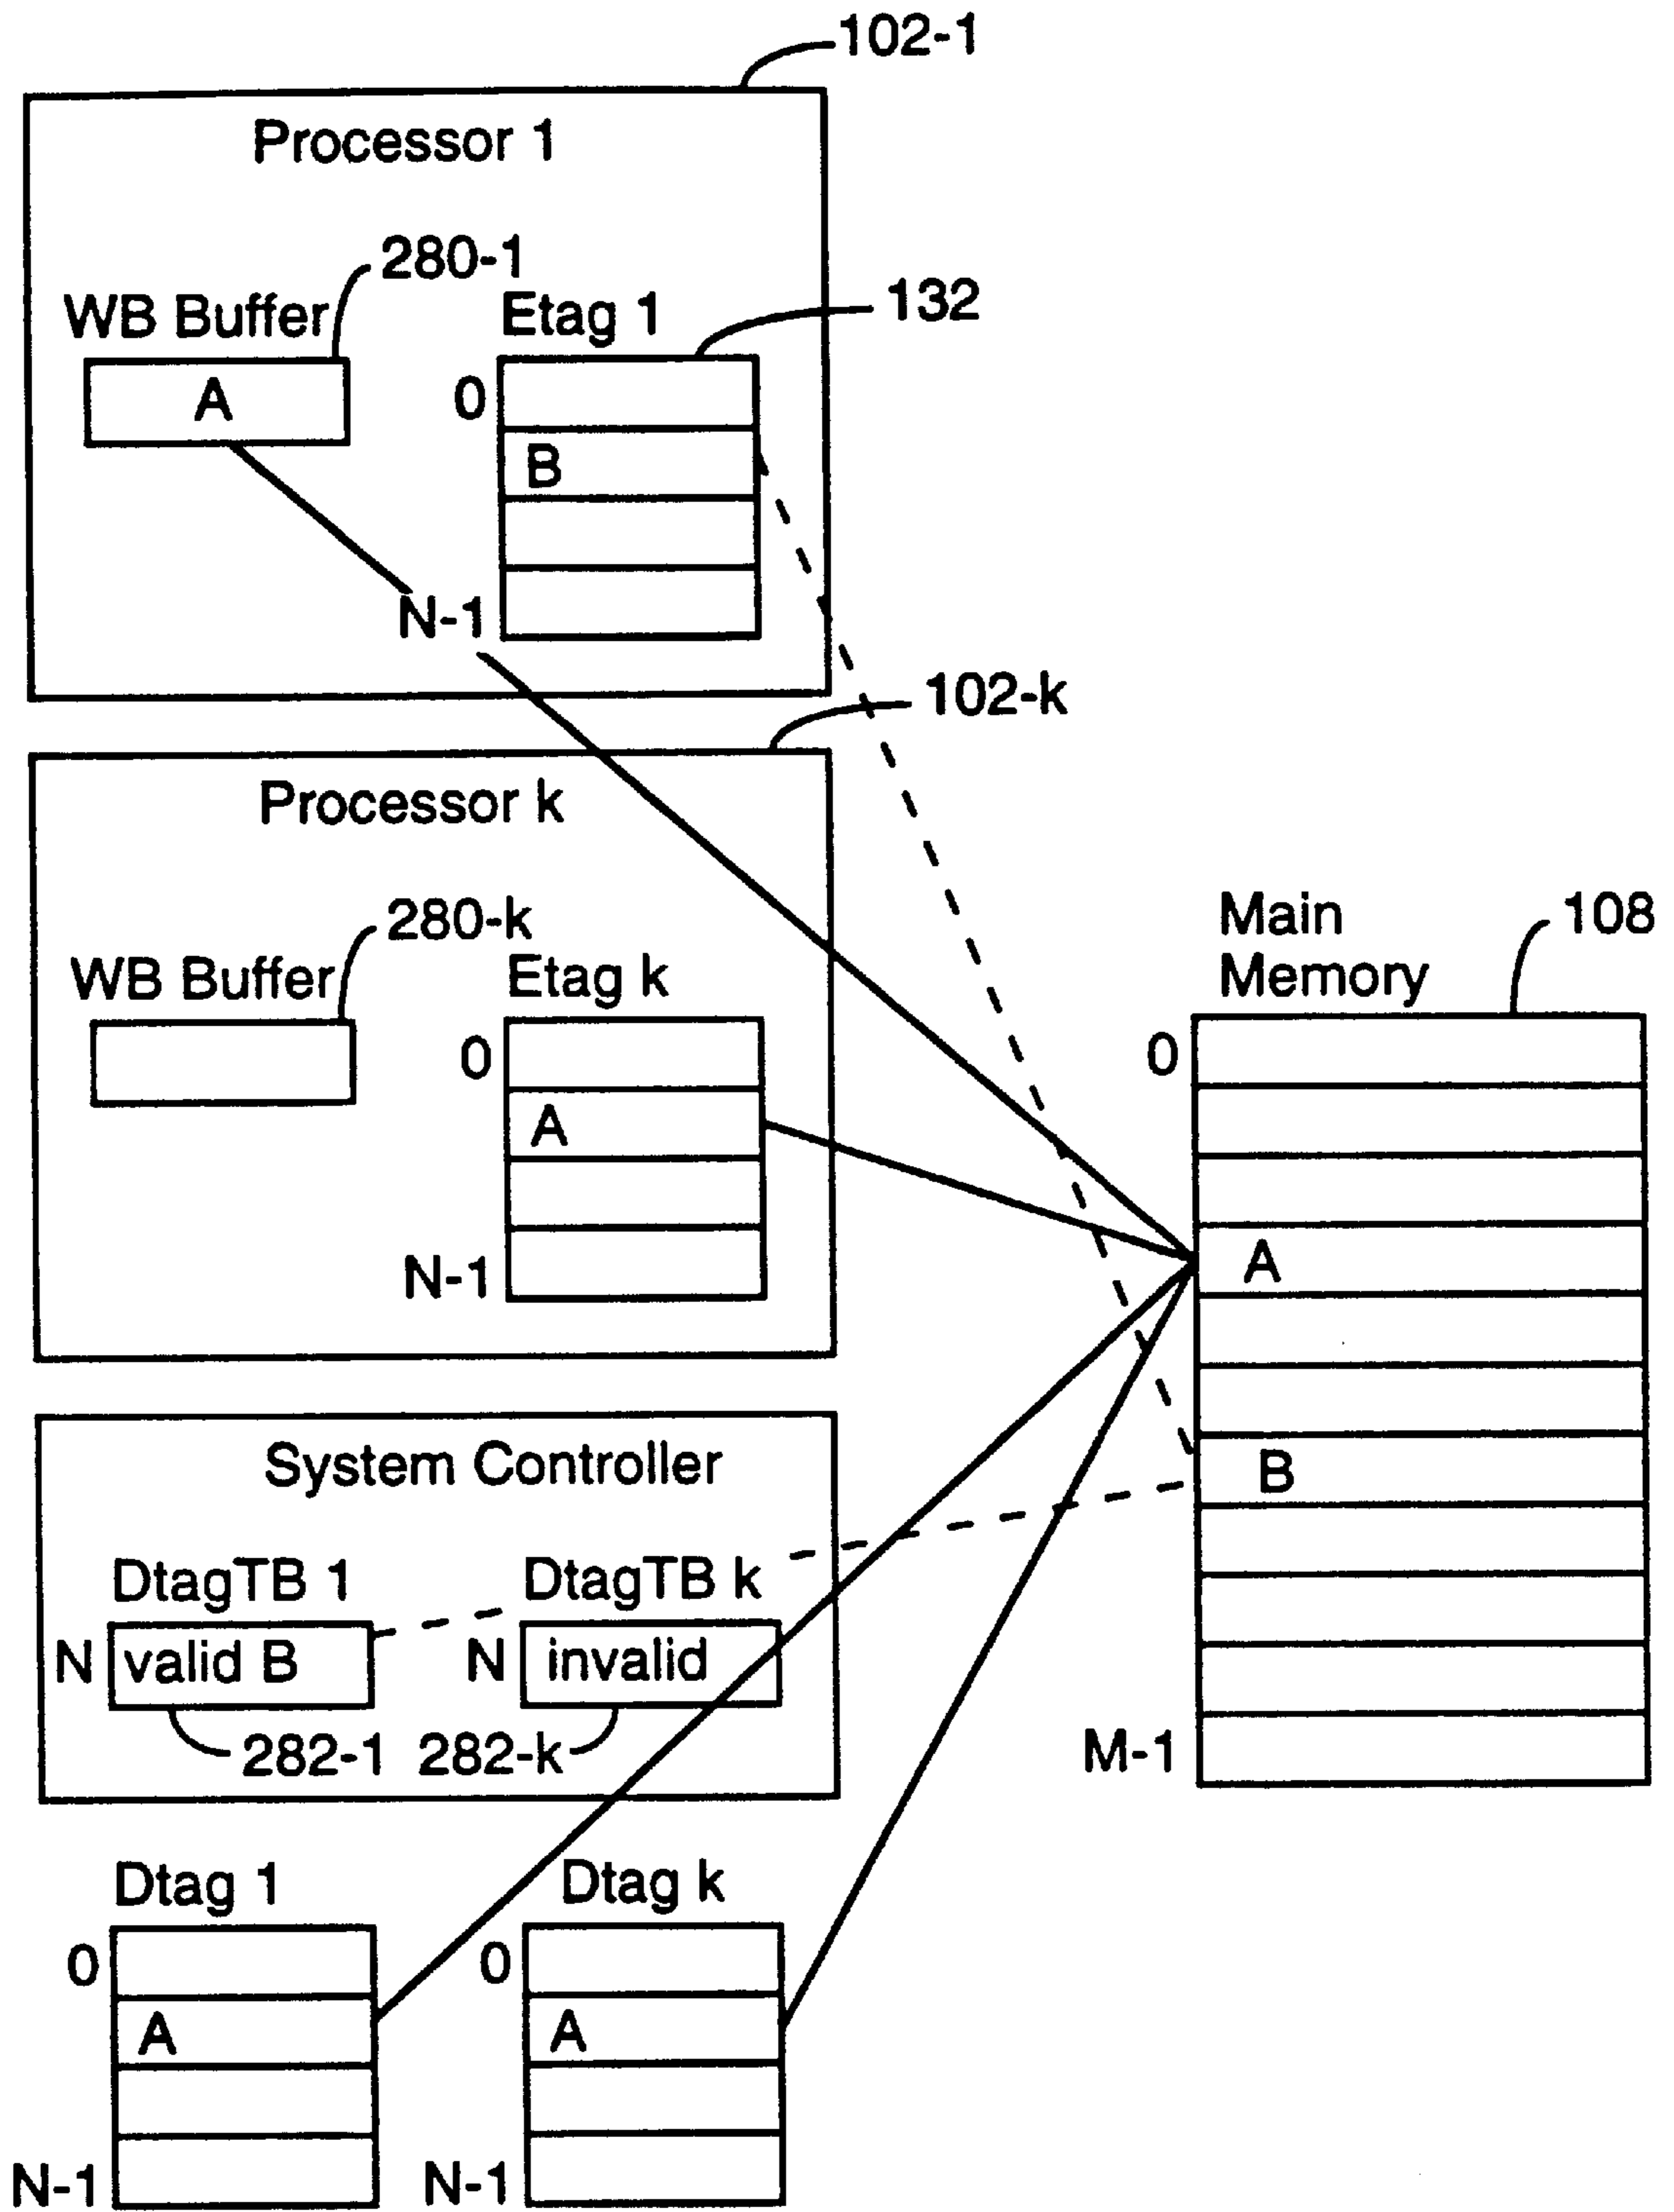 102-1
Processor 1
280-1
WB Buffer
Etag 1
132
A
0
B
N-1
102-k
Processor k
280-k
WB Buffer
Etag k
0
A
N-1
Main
Memory
108
0
A
B
M-1
System Controller
DtagTB 1
DtagTB k
N
valid B
N
invalid
282-1
282-k
Dtag 1
Dtag k
0
A
N-1
0
A
N-1